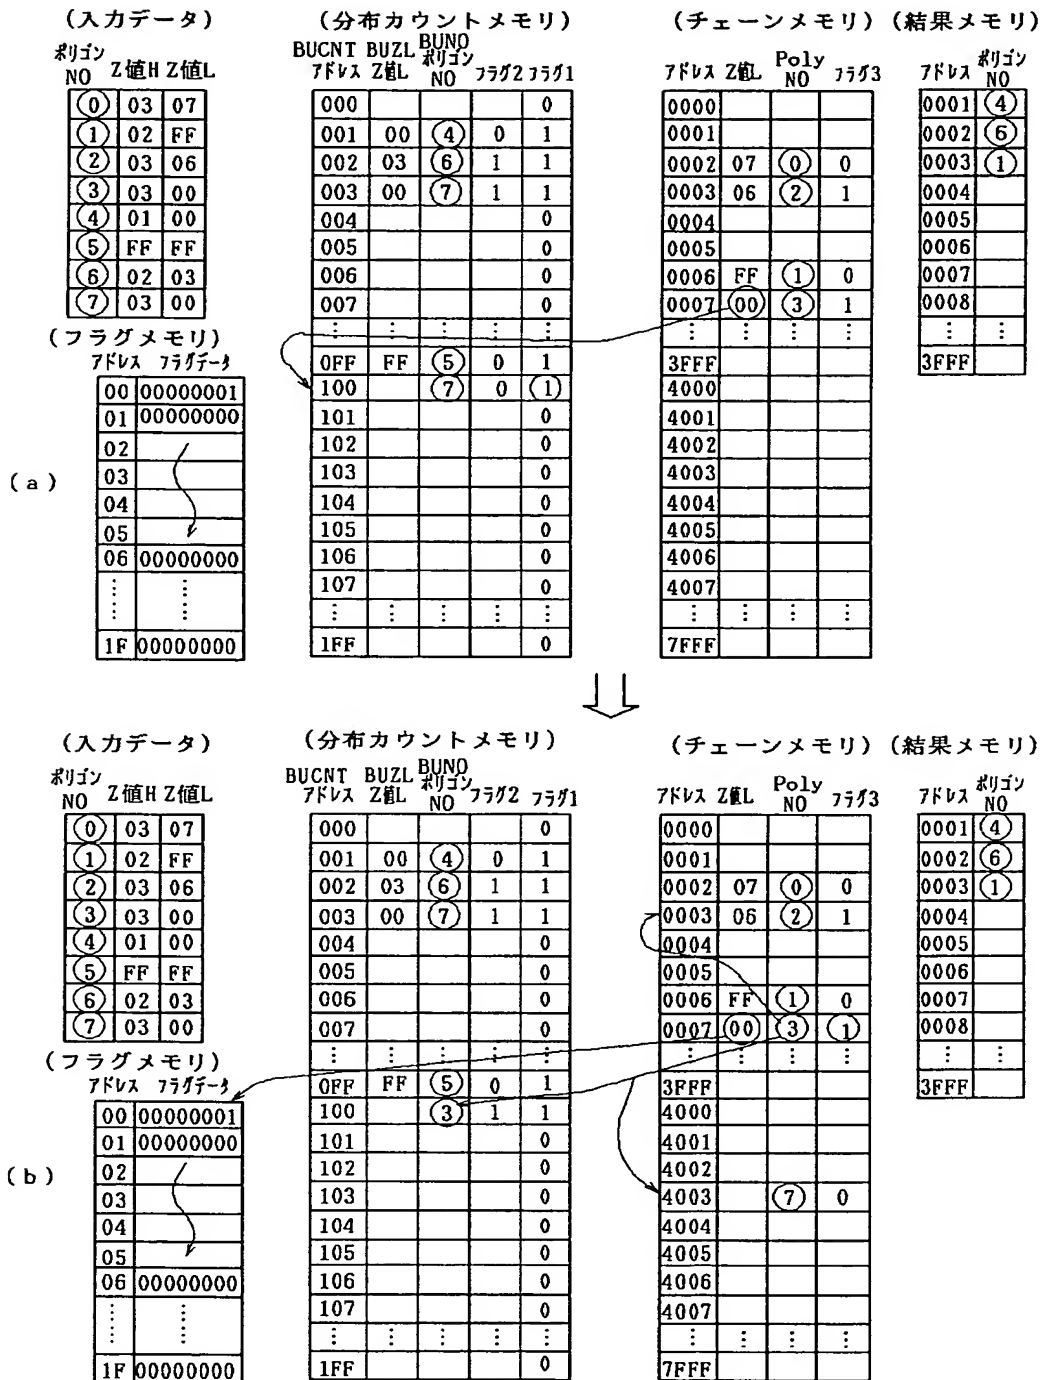 (入力データ)
ポリゴン
NO Z値H Z値L
0 03 07
1 02 FF
2 03 06
3 03 00
4 01 00
5 FF FF
6 02 03
7 03 00
(フラグメモリ)
アドレス フラグデータ
00 00000001
01 00000000
02
03
04
05
06 00000000
⋮ ⋮
1F 00000000
(a)
(分布カウントメモリ)
BUCNT BUZL BUNO
アドレス Z値L ポリゴンNO フラグ2 フラグ1
000 0
001 00 4 0 1
002 03 6 1 1
003 00 7 1 1
004 0
005 0
006 0
007 0
⋮ ⋮ ⋮ ⋮ ⋮
0FF FF 5 0 1
100 7 0 1
101 0
102 0
103 0
104 0
105 0
106 0
107 0
⋮ ⋮ ⋮ ⋮ ⋮
1FF 0
(チェーンメモリ)
アドレス Z値L Poly NO フラグ3
0000
0001
0002 07 0 0
0003 06 2 1
0004
0005
0006 FF 1 0
0007 00 3 1
⋮ ⋮ ⋮ ⋮
3FFF
4000
4001
4002
4003
4004
4005
4006
4007
⋮ ⋮ ⋮ ⋮
7FFF
(結果メモリ)
アドレス ポリゴンNO
0001 4
0002 6
0003 1
0004
0005
0006
0007
0008
⋮ ⋮
3FFF
(入力データ)
ポリゴン
NO Z値H Z値L
0 03 07
1 02 FF
2 03 06
3 03 00
4 01 00
5 FF FF
6 02 03
7 03 00
(フラグメモリ)
アドレス フラグデータ
00 00000001
01 00000000
02
03
04
05
06 00000000
⋮ ⋮
1F 00000000
(b)
(分布カウントメモリ)
BUCNT BUZL BUNO
アドレス Z値L ポリゴンNO フラグ2 フラグ1
000 0
001 00 4 0 1
002 03 6 1 1
003 00 7 1 1
004 0
005 0
006 0
007 0
⋮ ⋮ ⋮ ⋮ ⋮
0FF FF 5 0 1
100 3 1 1
101 0
102 0
103 0
104 0
105 0
106 0
107 0
⋮ ⋮ ⋮ ⋮ ⋮
1FF 0
(チェーンメモリ)
アドレス Z値L Poly NO フラグ3
0000
0001
0002 07 0 0
0003 06 2 1
0004
0005
0006 FF 1 0
0007 00 3 1
⋮ ⋮ ⋮ ⋮
3FFF
4000
4001
4002
4003 7 0
4004
4005
4006
4007
⋮ ⋮ ⋮ ⋮
7FFF
(結果メモリ)
アドレス ポリゴンNO
0001 4
0002 6
0003 1
0004
0005
0006
0007
0008
⋮ ⋮
3FFF